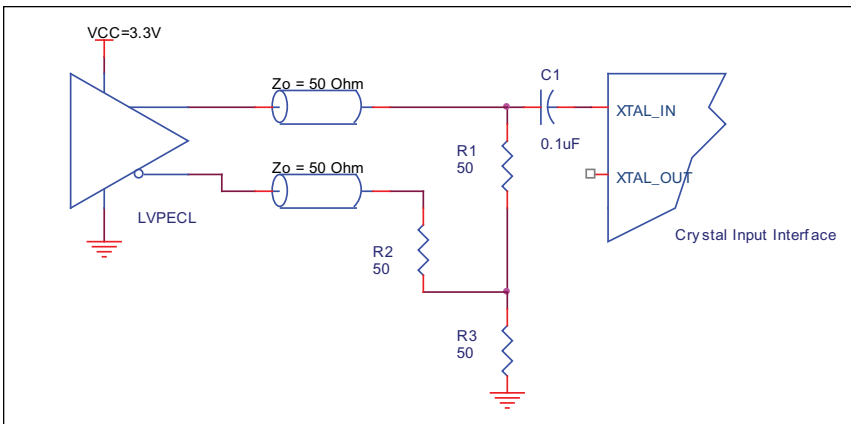 VCC=3.3V
Zo = 50 Ohm
C1
0.1uF
XTAL_IN
R1
50
Zo = 50 Ohm
XTAL_OUT
LVPECL
Crystal Input Interface
R2
50
R3
50